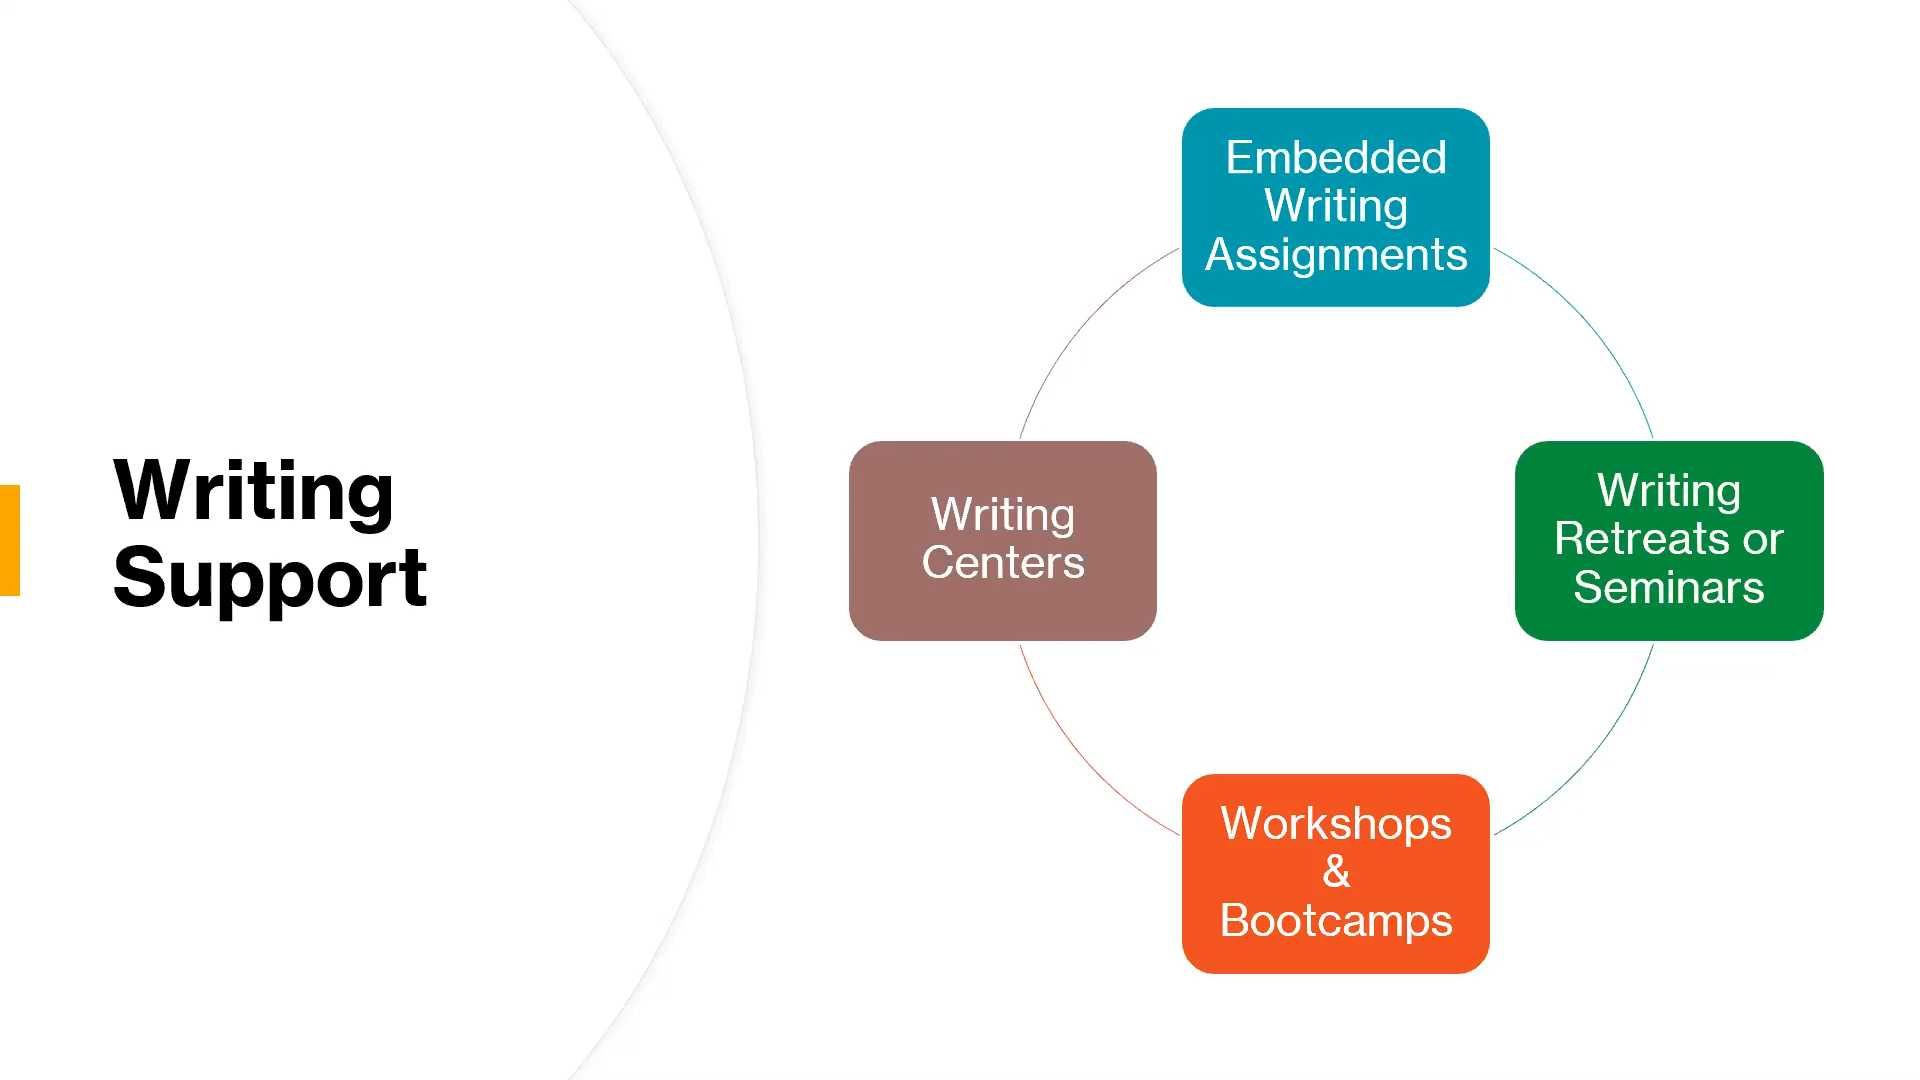 Writing
Support
Embedded
Writing
Assignments
Writing
Retreats or
Seminars
Workshops
&
Bootcamps
Writing
Centers